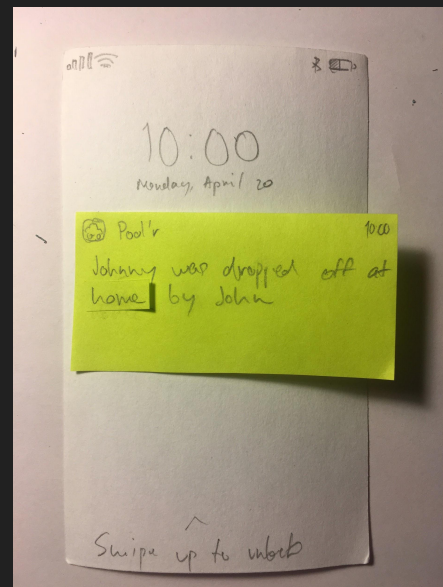 10:00
Monday, April 20
Pool'r 10:00
Johnny was dropped off at
home by John
Swipe up to unlock